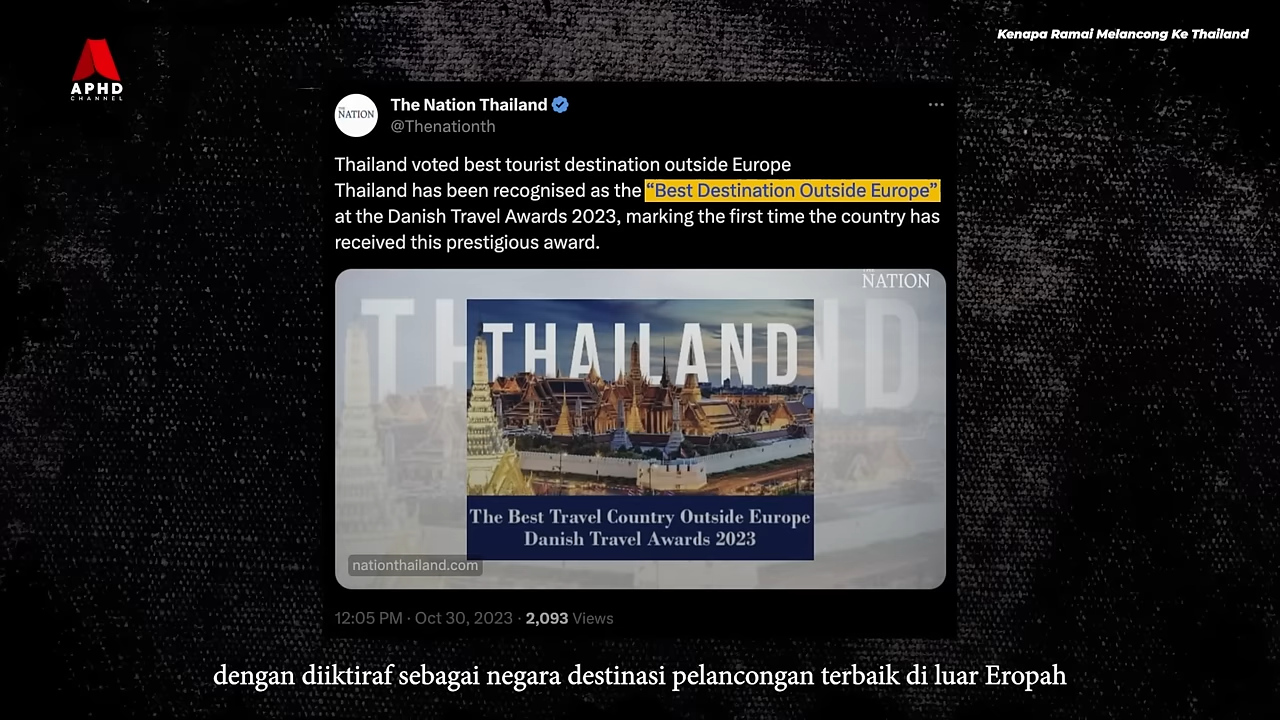 Kenapa Ramai Melancong Ke Thailand
APHD
CHANNEL
NATION
The Nation Thailand
@Thenationth
Thailand voted best tourist destination outside Europe
Thailand has been recognised as the “Best Destination Outside Europe”
at the Danish Travel Awards 2023, marking the first time the country has
received this prestigious award.
THE
NATION
TH
ND
THAILAND
The Best Travel Country Outside Europe
Danish Travel Awards 2023
nationthailand.com
12:05 PM · Oct 30, 2023 · 2,093 Views
dengan diiktiraf sebagai negara destinasi pelancongan terbaik di luar Eropah